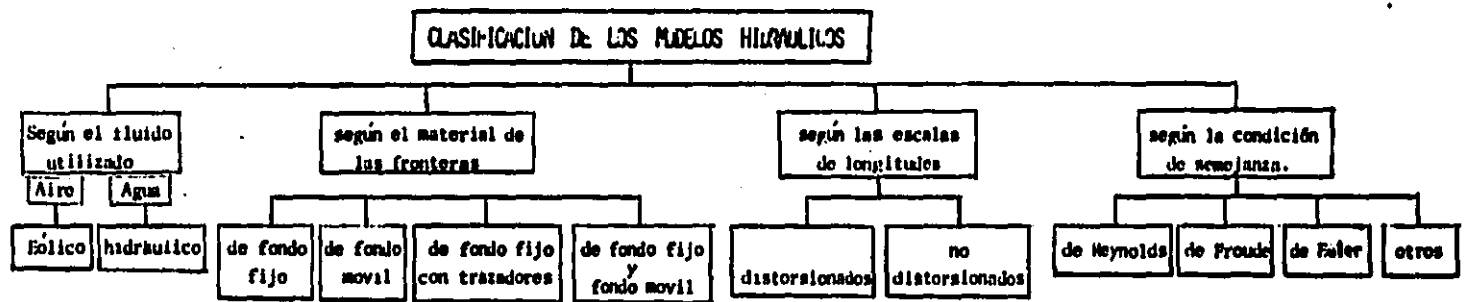 CLASIFICACION DE LOS MODELOS HIDRAULICOS
Según el fluido
utilizado
Aire
Agua
Eólico
hidráulico
según el material de
las fronteras
de fondo
fijo
de fondo
movil
de fondo fijo
con trazadores
de fondo fijo
y
fondo movil
según las escalas
de longitudes
distorsionados
no
distorsionados
según la condición
de semejanza.
de Reynolds
de Froude
de Euler
otros